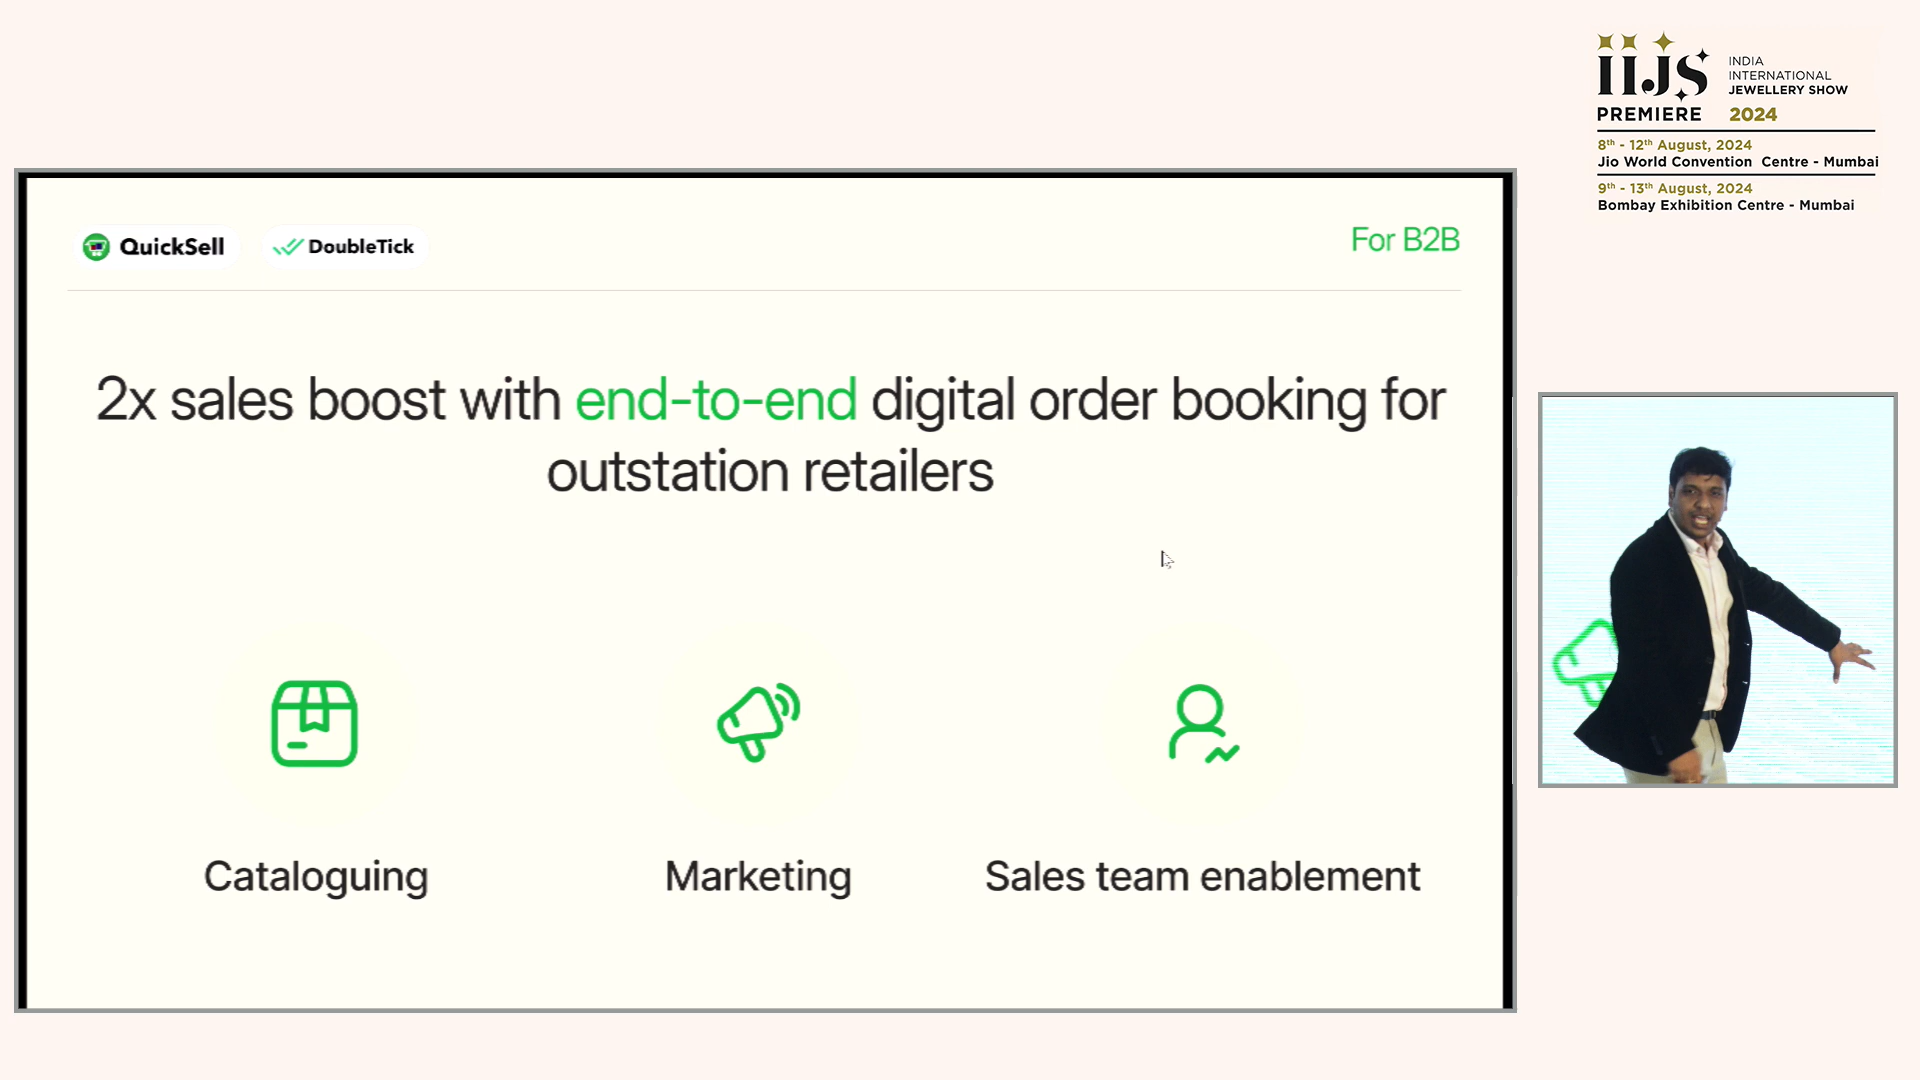 IIJS
INDIA
INTERNATIONAL
JEWELLERY SHOW
PREMIERE 2024
8th - 12th August, 2024
Jio World Convention Centre - Mumbai
9th - 13th August, 2024
Bombay Exhibition Centre - Mumbai
QuickSell DoubleTick For B2B
2x sales boost with end-to-end digital order booking for
outstation retailers
Cataloguing Marketing Sales team enablement